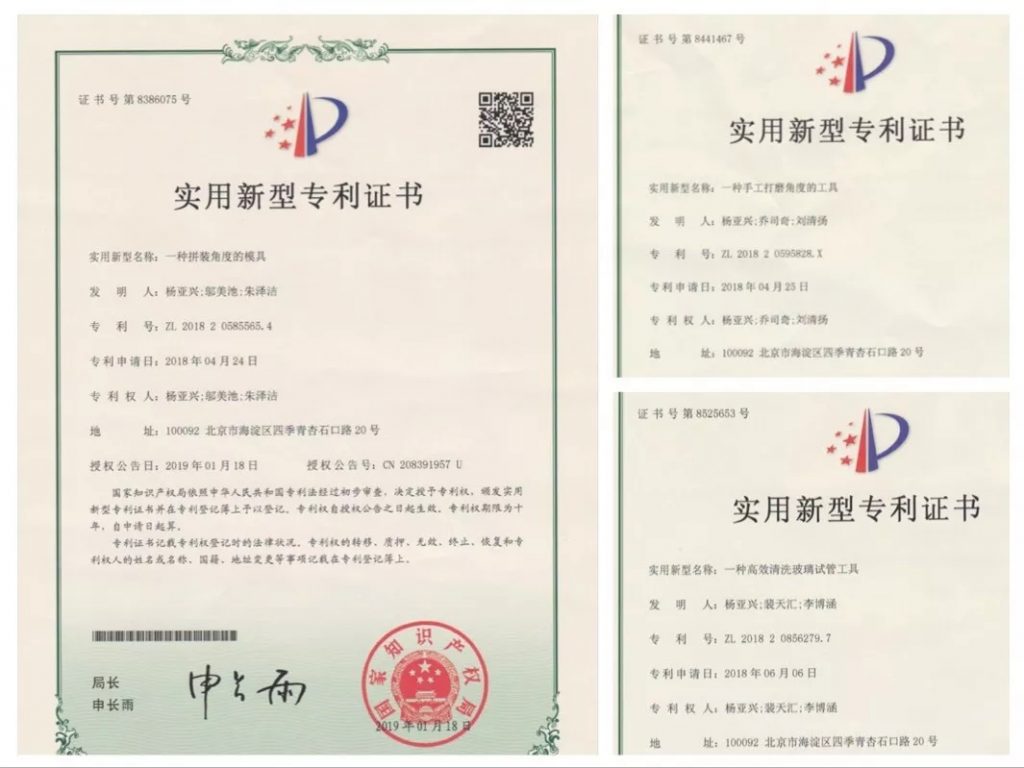 证书号第8386075号
实用新型专利证书
实用新型名称：一种拼装角度的模具
发 明 人：杨亚兴;邬美池;朱泽洁
专 利 号：ZL 2018 2 0585565.4
专利申请日：2018年04月24日
专 利 权 人：杨亚兴;邬美池;朱泽洁
地 址：100092 北京市海淀区四季青杏石口路20号
授权公告日：2019年01月18日 授权公告号：CN 208391957 U
国家知识产权局依照中华人民共和国专利法经过初步审查，决定授予专利权，颁发实用
新型专利证书并在专利登记簿上予以登记。专利权自授权公告之日起生效。专利权期限为十
年，自申请日起算。
专利证书记载专利权登记时的法律状况。专利权的转移、质押、无效、终止、恢复和专
利权人的姓名或名称、国籍、地址变更等事项记载在专利登记簿上。
局长
申长雨
申长雨
国家知识产权局
2019年01月18日
证书号第8441467号
实用新型专利证书
实用新型名称：一种手工打磨角度的工具
发 明 人：杨亚兴;乔司奇;刘清扬
专 利 号：ZL 2018 2 0595828.X
专利申请日：2018年04月25日
专 利 权 人：杨亚兴;乔司奇;刘清扬
地 址：100092 北京市海淀区四季青杏石口路20号
证书号第8525653号
实用新型专利证书
实用新型名称：一种高效清洗玻璃试管工具
发 明 人：杨亚兴;裴天汇;李博涵
专 利 号：ZL 2018 2 0856279.7
专利申请日：2018年06月06日
专 利 权 人：杨亚兴;裴天汇;李博涵
地 址：100092 北京市海淀区四季青杏石口路20号